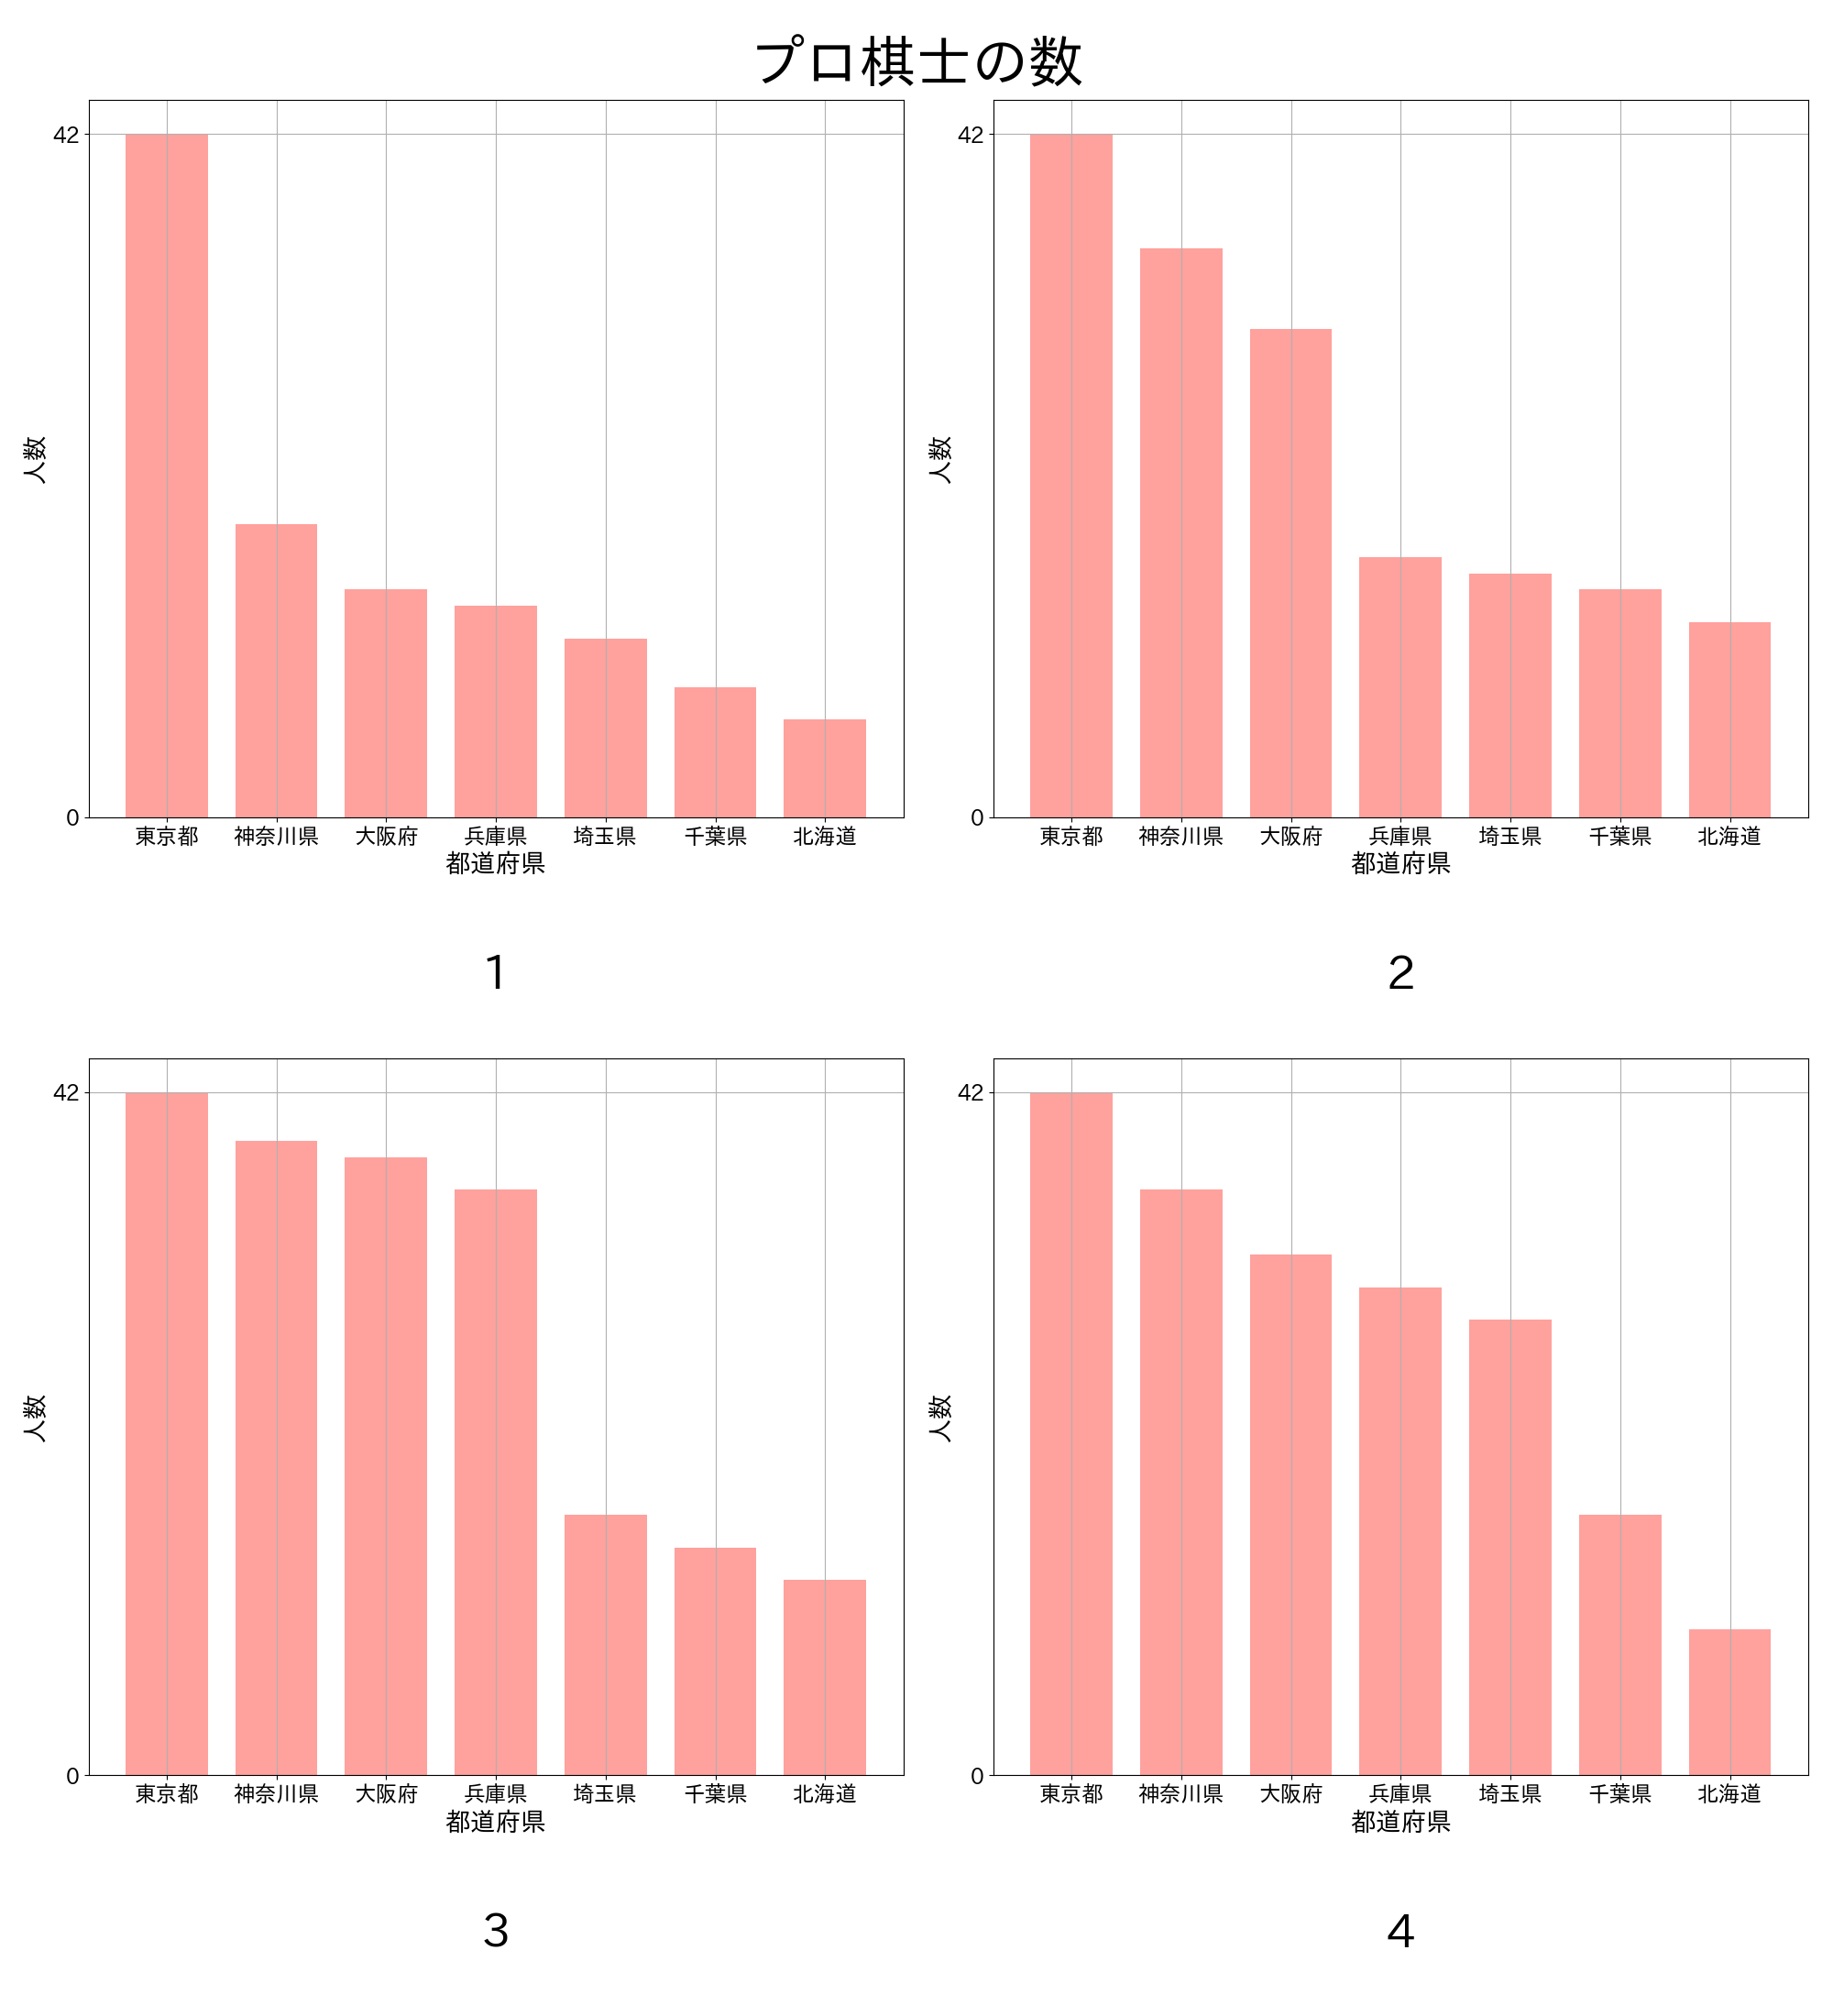 プロ棋士の数
42
0
人数
東京都 神奈川県 大阪府 兵庫県 埼玉県 千葉県 北海道
都道府県
1
42
0
人数
東京都 神奈川県 大阪府 兵庫県 埼玉県 千葉県 北海道
都道府県
2
42
0
人数
東京都 神奈川県 大阪府 兵庫県 埼玉県 千葉県 北海道
都道府県
3
42
0
人数
東京都 神奈川県 大阪府 兵庫県 埼玉県 千葉県 北海道
都道府県
4